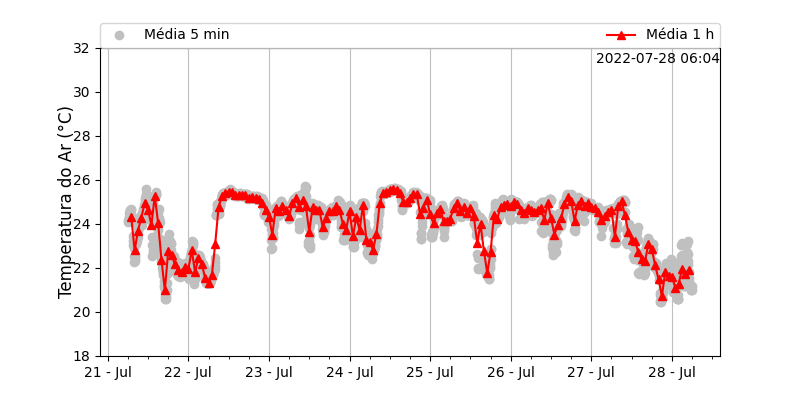 Média 5 min
Média 1 h
2022-07-28 06:04
Temperatura do Ar (°C)
32
30
28
26
24
22
20
18
21 - Jul
22 - Jul
23 - Jul
24 - Jul
25 - Jul
26 - Jul
27 - Jul
28 - Jul